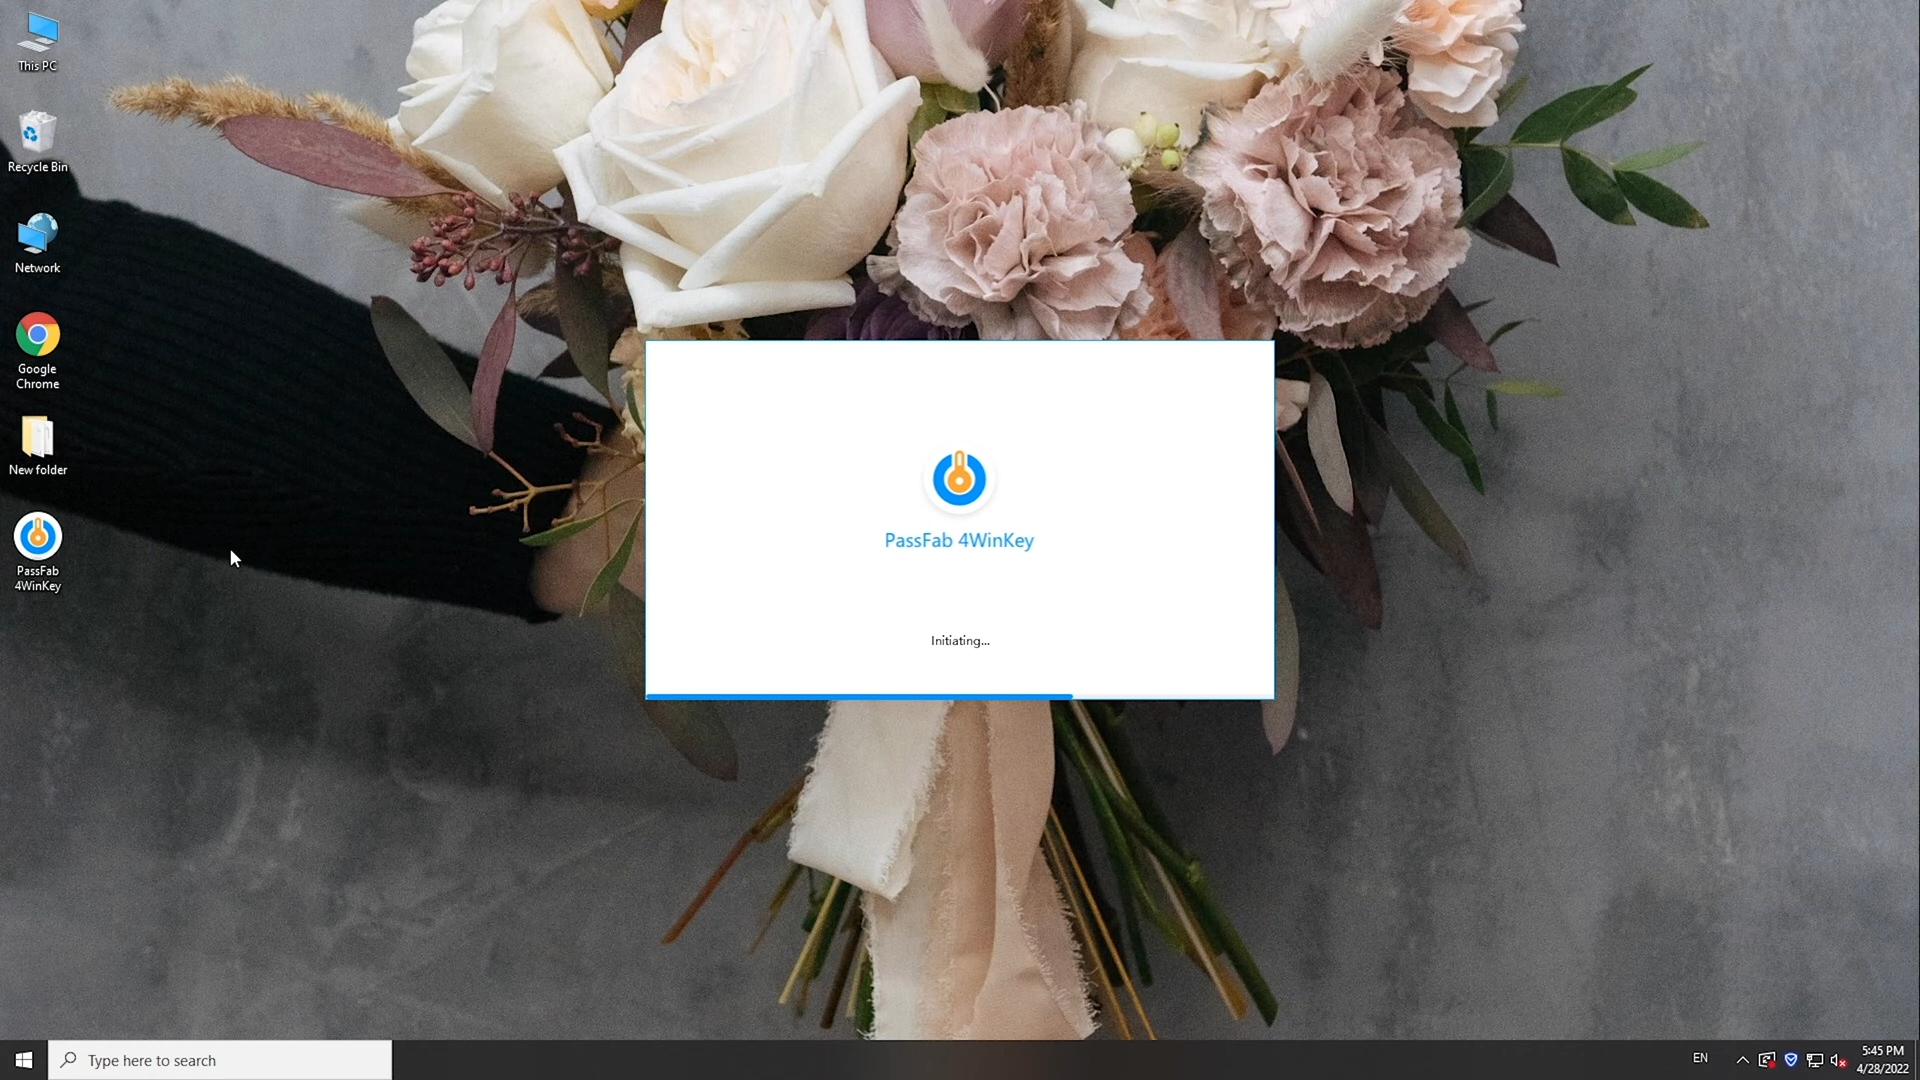 This PC
Recycle Bin
Network
Google
Chrome
New folder
PassFab
4WinKey
PassFab 4WinKey
Initiating...
Type here to search
EN
5:45 PM
4/28/2022